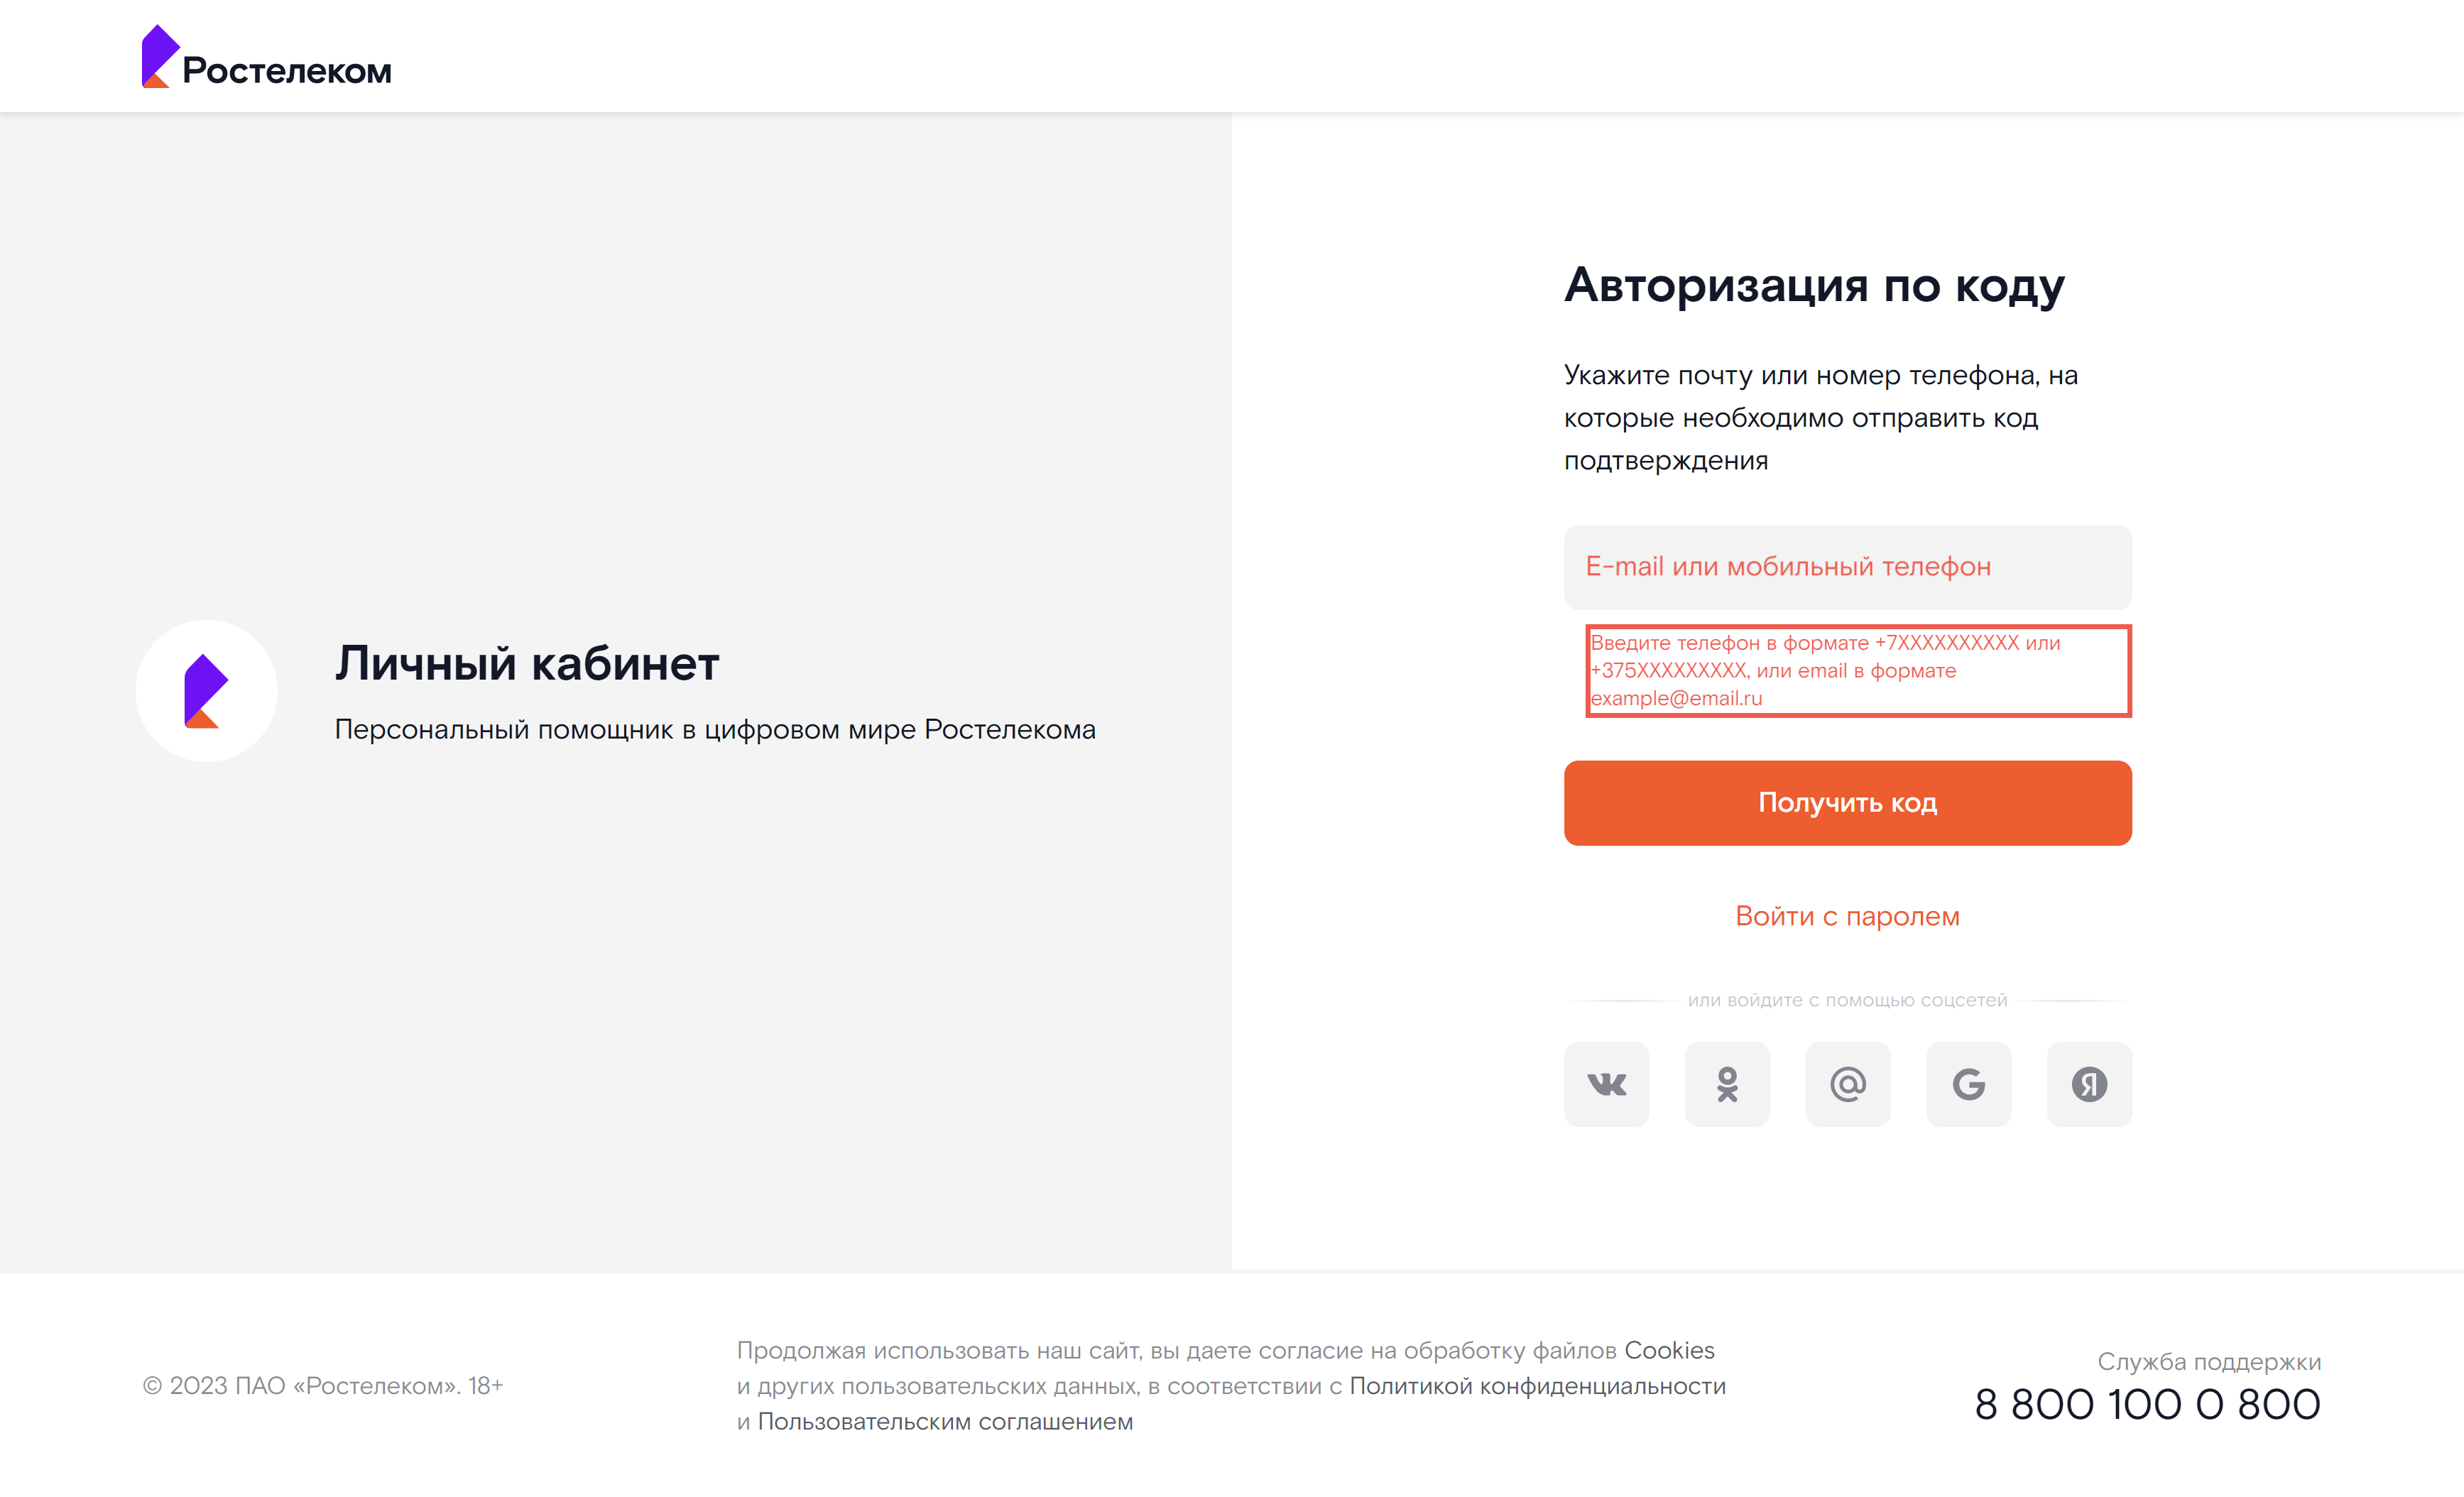 Ростелеком
Личный кабинет
Персональный помощник в цифровом мире Ростелекома
Авторизация по коду
Укажите почту или номер телефона, на
которые необходимо отправить код
подтверждения
E-mail или мобильный телефон
Введите телефон в формате +7XXXXXXXXXX или
+375XXXXXXXXX, или email в формате
example@email.ru
Получить код
Войти с паролем
или войдите с помощью соцсетей
© 2023 ПАО «Ростелеком». 18+
Продолжая использовать наш сайт, вы даете согласие на обработку файлов Cookies
и других пользовательских данных, в соответствии с Политикой конфиденциальности
и Пользовательским соглашением
Служба поддержки
8 800 100 0 800